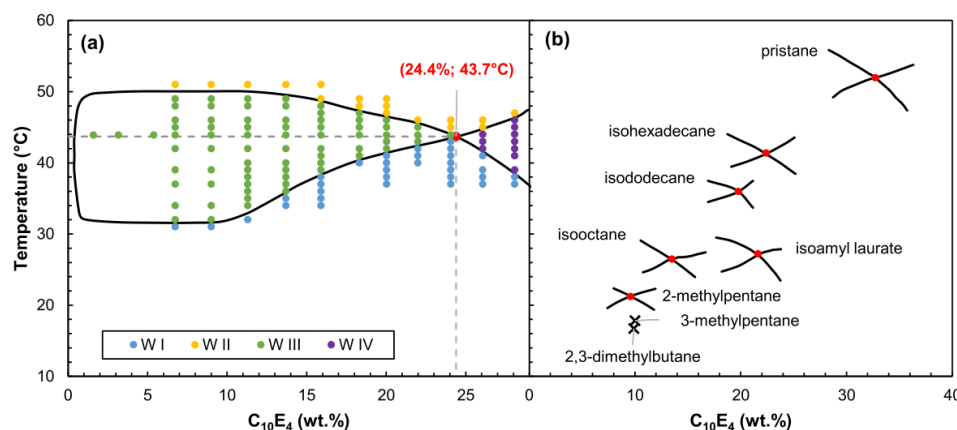 (a)
(24.4%; 43.7°C)
60
50
40
30
20
10
Temperature (°C)
W I
W II
W III
W IV
0
5
10
15
20
25
0
C10E4 (wt.%)
(b)
pristane
isohexadecane
isododecane
isooctane
isoamyl laurate
2-methylpentane
3-methylpentane
2,3-dimethylbutane
10
20
30
40
C10E4 (wt.%)